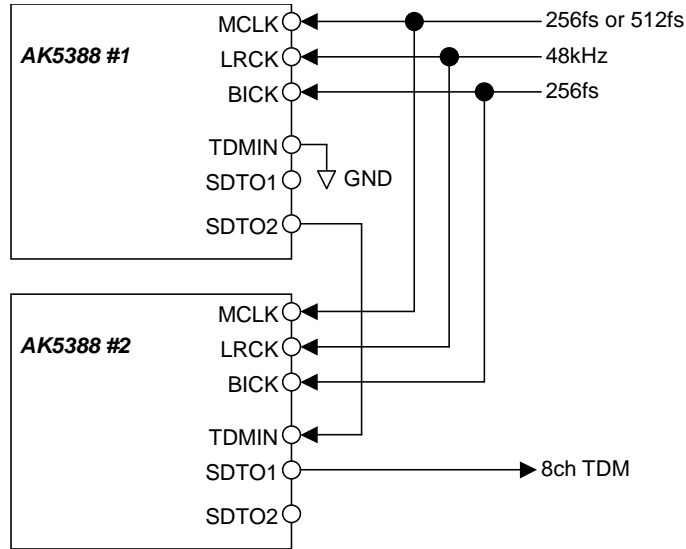 MCLK
256fs or 512fs
AK5388 #1
LRCK
48kHz
BICK
256fs
TDMIN
SDTO1
GND
SDTO2
MCLK
AK5388 #2
LRCK
BICK
TDMIN
SDTO1
8ch TDM
SDTO2